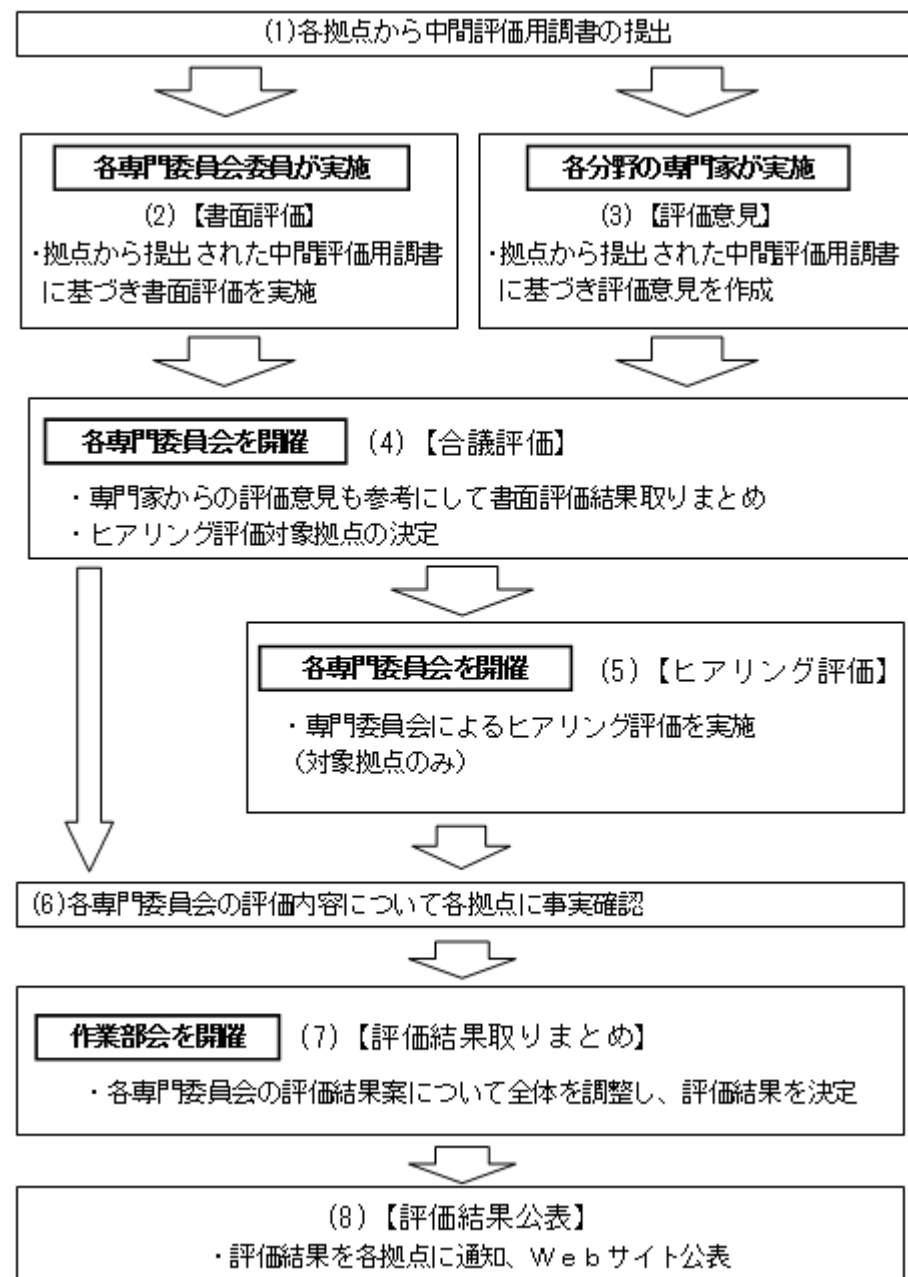 (1)各拠点から中間評価用調書の提出
各専門委員会委員が実施
(2)【書面評価】
・拠点から提出された中間評価用調書
に基づき書面評価を実施
各分野の専門家が実施
(3)【評価意見】
・拠点から提出された中間評価用調書
に基づき評価意見を作成
各専門委員会を開催 (4)【合議評価】
・専門家からの評価意見も参考にして書面評価結果取りまとめ
・ヒアリング評価対象拠点の決定
各専門委員会を開催 (5)【ヒアリング評価】
・専門委員会によるヒアリング評価を実施
(対象拠点のみ)
(6)各専門委員会の評価内容について各拠点に事実確認
作業部会を開催 (7)【評価結果取りまとめ】
・各専門委員会の評価結果案について全体を調整し、評価結果を決定
(8)【評価結果公表】
・評価結果を各拠点に通知、Webサイト公表